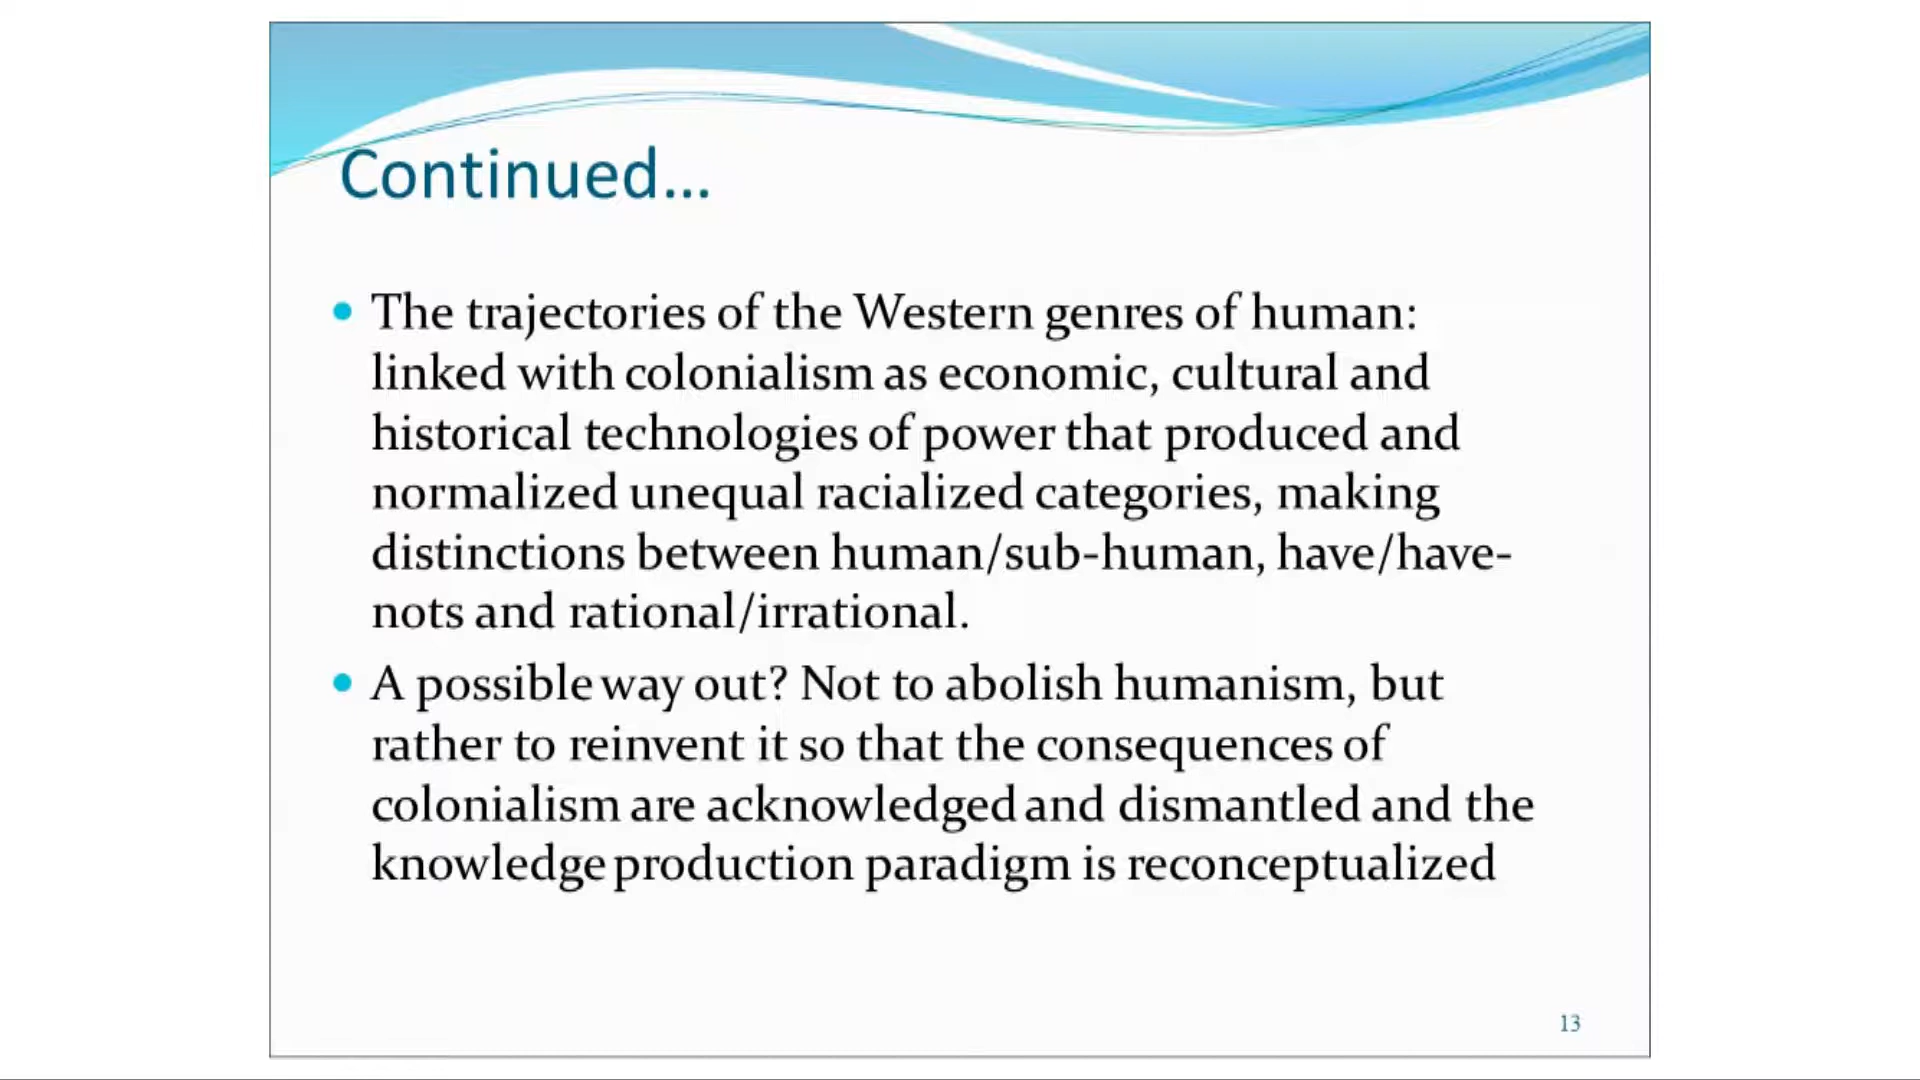 Continued...
• The trajectories of the Western genres of human:
linked with colonialism as economic, cultural and
historical technologies of power that produced and
normalized unequal racialized categories, making
distinctions between human/sub-human, have/have-
nots and rational/irrational.
• A possible way out? Not to abolish humanism, but
rather to reinvent it so that the consequences of
colonialism are acknowledged and dismantled and the
knowledge production paradigm is reconceptualized
13